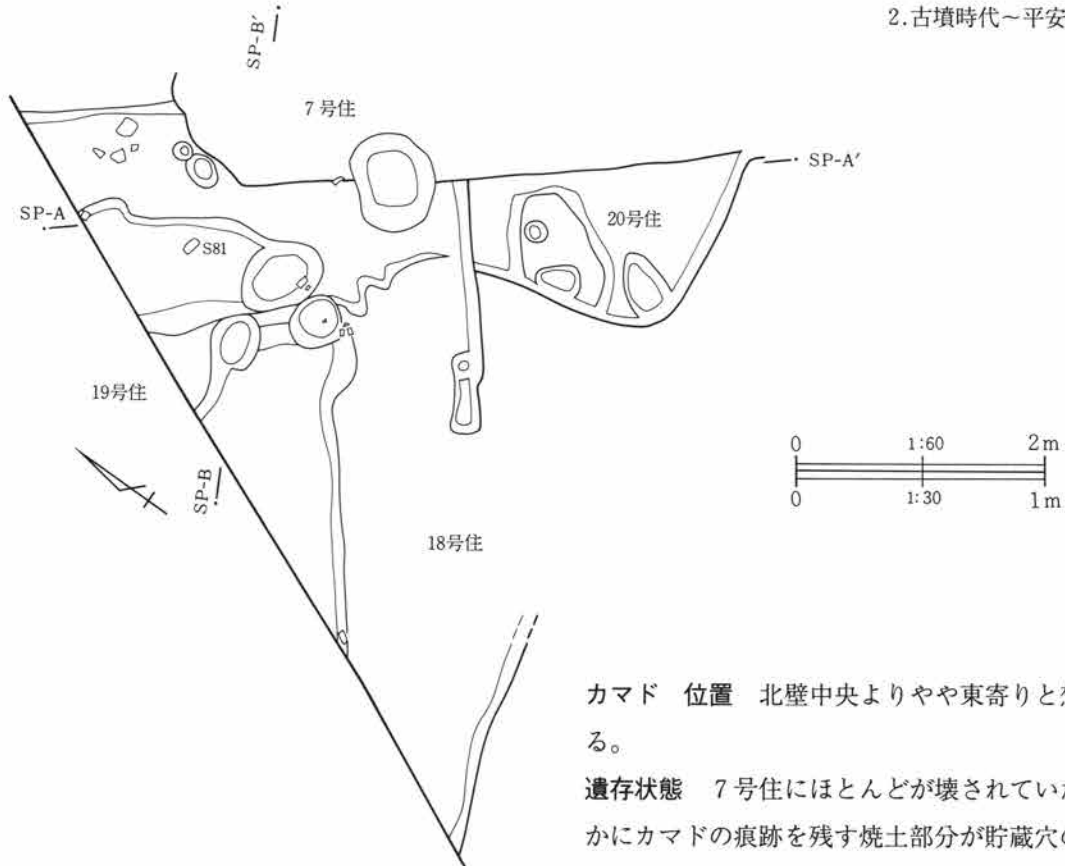 2.古墳時代～平安
SP-B′
7号住
SP-A′
20号住
SP-A
S81
19号住
SP-B
0 1:60 2m
0 1:30 1m
18号住
カマド 位置 北壁中央よりやや東寄りと
る。
遺存状態 7号住にほとんどが壊されていた
かにカマドの痕跡を残す焼土部分が貯蔵穴の